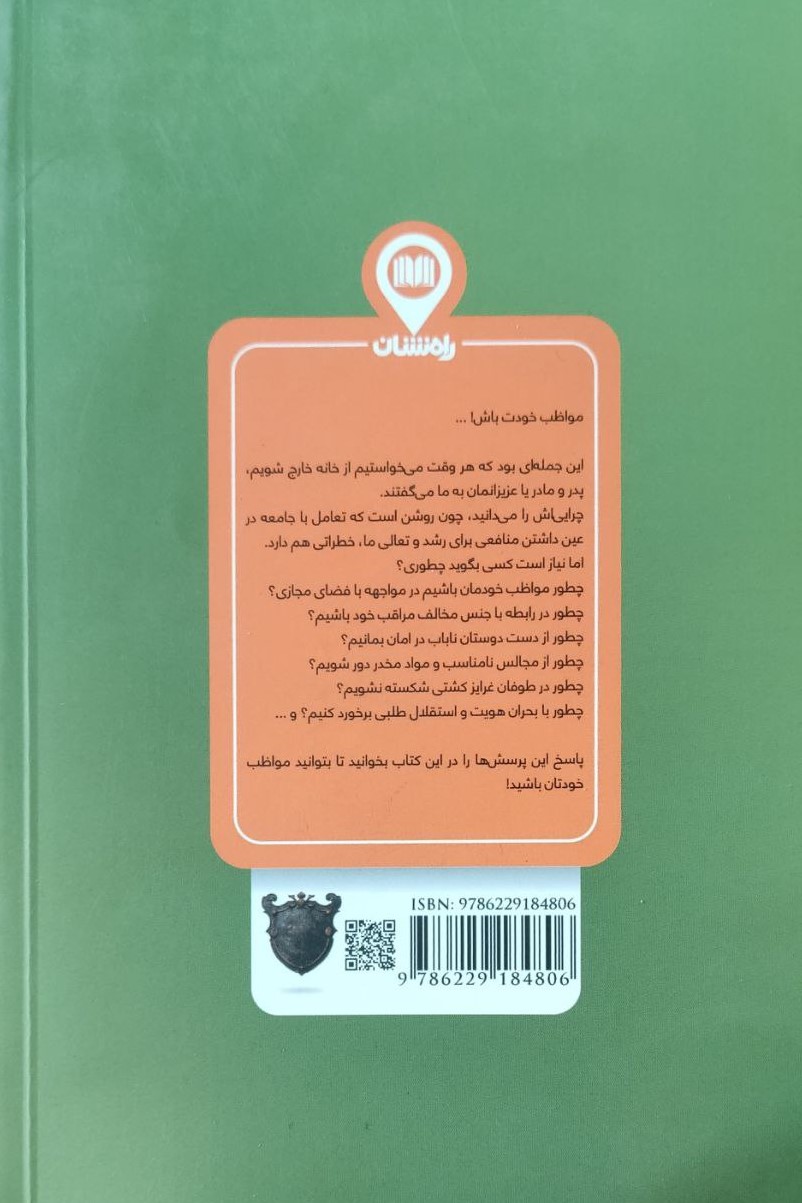 راه‌نشان
مواظب خودت باش! ...
این جمله‌ای بود که هر وقت می‌خواستیم از خانه خارج شویم،
پدر و مادر یا عزیزانمان به ما می‌گفتند.
چرایی‌اش را می‌دانید، چون روشن است که تعامل با جامعه در
عین داشتن منافعی برای رشد و تعالی ما، خطراتی هم دارد.
اما نیاز است کسی بگوید چطوری؟
چطور مواظب خودمان باشیم در مواجهه با فضای مجازی؟
چطور در رابطه با جنس مخالف مراقب خود باشیم؟
چطور از دست دوستان ناباب در امان بمانیم؟
چطور از مجالس نامناسب و مواد مخدر دور شویم؟
چطور در طوفان غرایز کشتی شکسته نشویم؟
چطور با بحران هویت و استقلال طلبی برخورد کنیم؟ و ...
پاسخ این پرسش‌ها را در این کتاب بخوانید تا بتوانید مواظب
خودتان باشید!
ISBN: 9786229184806
9 786229 184806